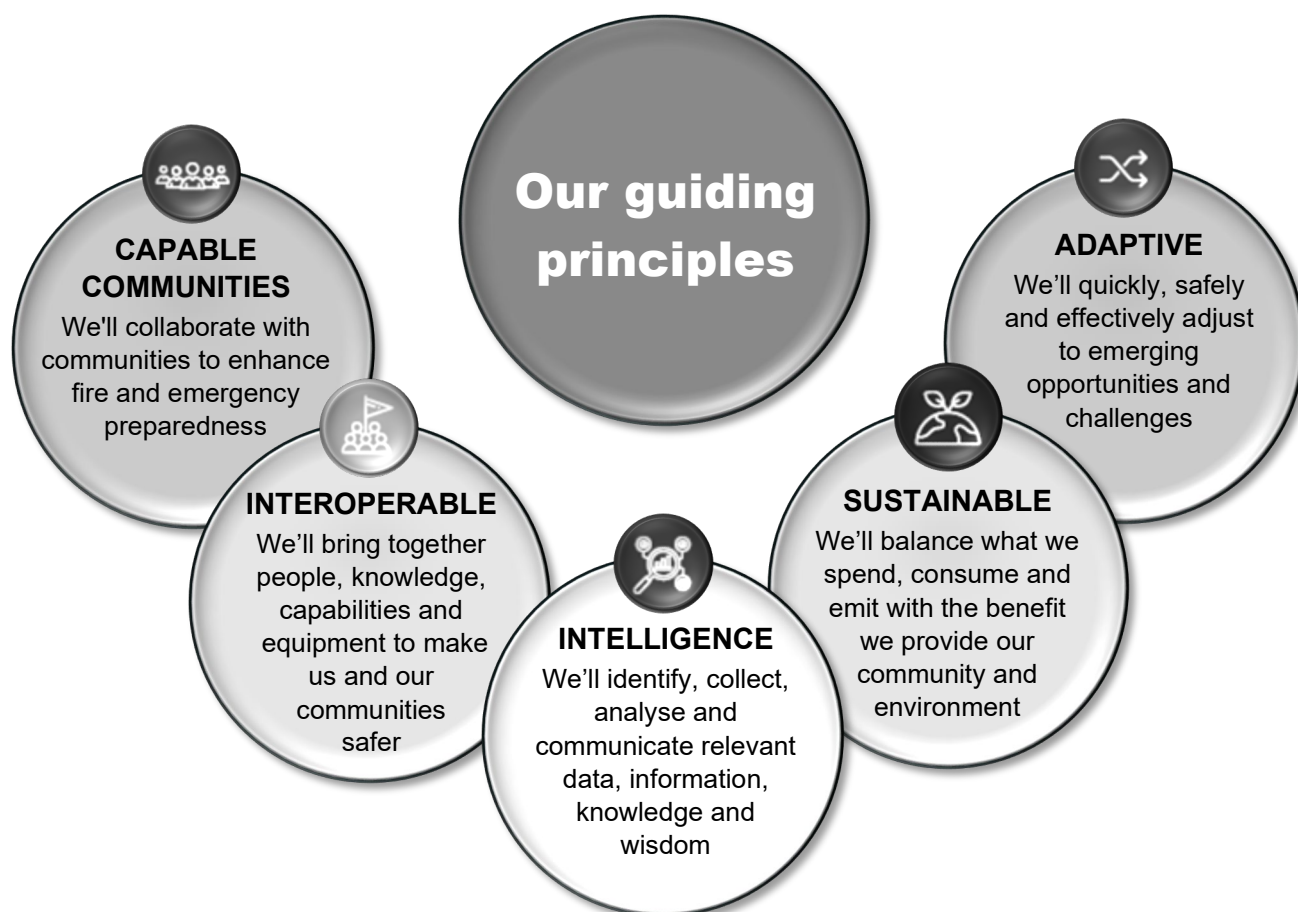 Our guiding
principles
CAPABLE
COMMUNITIES
We'll collaborate with
communities to enhance
fire and emergency
preparedness
INTEROPERABLE
We’ll bring together
people, knowledge,
capabilities and
equipment to make
us and our
communities
safer
INTELLIGENCE
We’ll identify, collect,
analyse and
communicate relevant
data, information,
knowledge and
wisdom
SUSTAINABLE
We’ll balance what we
spend, consume and
emit with the benefit
we provide our
community and
environment
ADAPTIVE
We’ll quickly, safely
and effectively adjust
to emerging
opportunities and
challenges